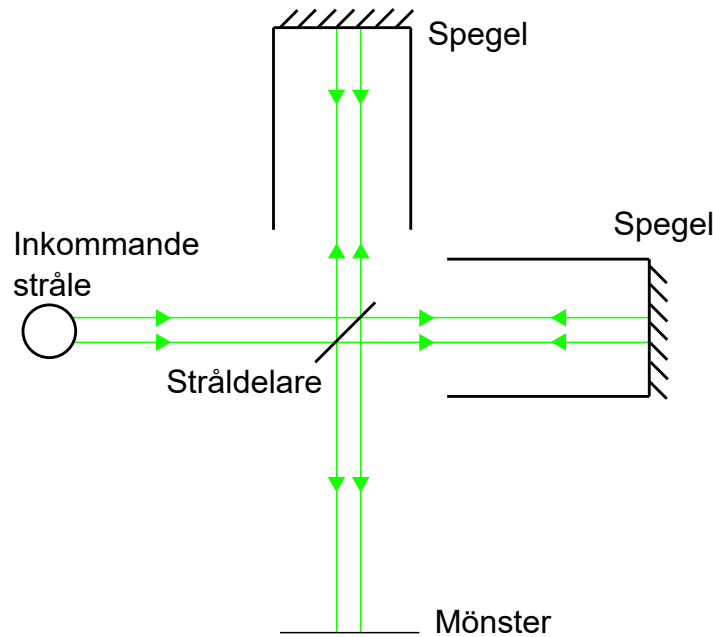 Spegel
Spegel
Inkommande
stråle
Stråldelare
Mönster